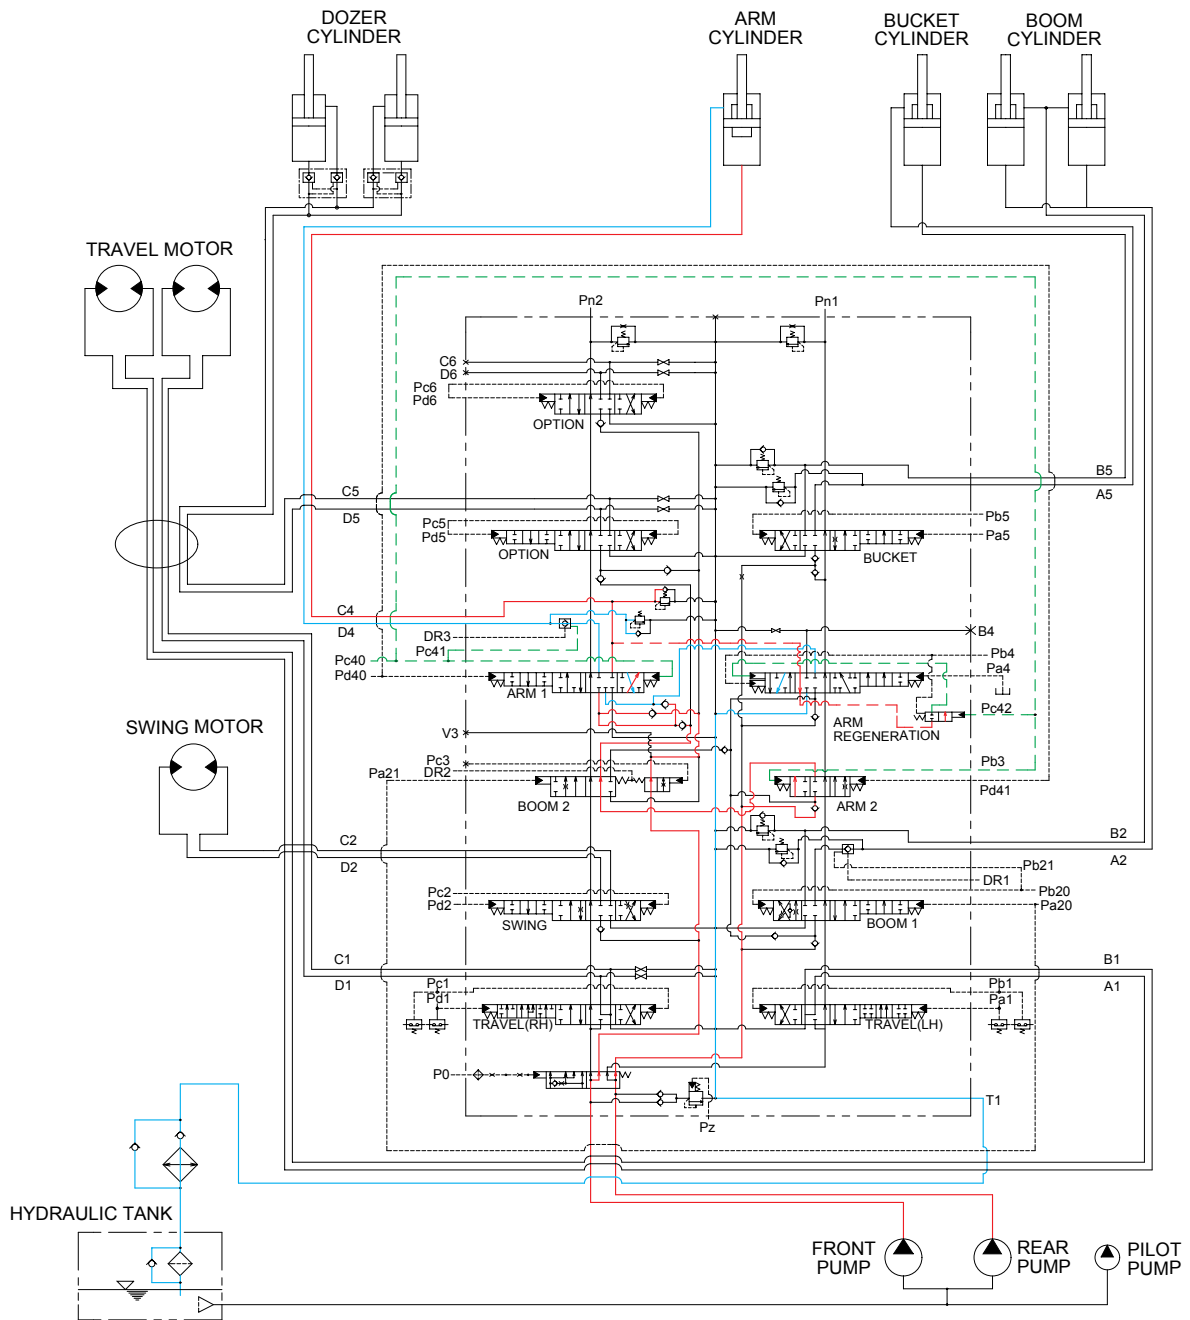 DOZER
CYLINDER
ARM
CYLINDER
BUCKET
CYLINDER
BOOM
CYLINDER
TRAVEL MOTOR
Pn2
Pn1
C6
D6
Pc6
Pd6
OPTION
C5
D5
B5
A5
Pc5
Pd5
OPTION
Pb5
Pa5
BUCKET
C4
D4
DR3
Pc41
Pc40
Pd40
ARM 1
B4
Pb4
Pa4
Pc42
ARM
REGENERATION
SWING MOTOR
V3
Pc3
DR2
Pa21
BOOM 2
Pb3
Pd41
ARM 2
C2
D2
B2
A2
Pb21
DR1
Pc2
Pd2
SWING
Pb20
Pa20
BOOM 1
C1
D1
B1
A1
Pc1
Pd1
TRAVEL(RH)
Pb1
Pa1
TRAVEL(LH)
P0
Pz
T1
HYDRAULIC TANK
FRONT
PUMP
REAR
PUMP
PILOT
PUMP